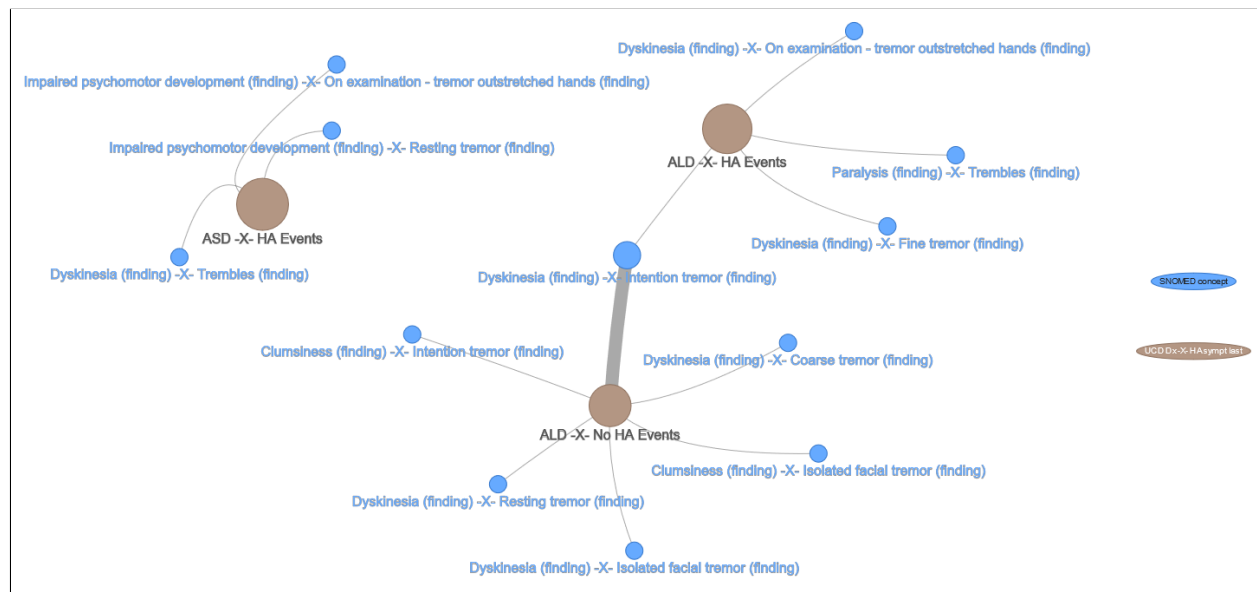 Dyskinesia (finding) -X- On examination - tremor outstretched hands (finding)
Impaired psychomotor development (finding) -X- On examination - tremor outstretched hands (finding)
Impaired psychomotor development (finding) -X- Resting tremor (finding)
ALD -X- HA Events
Paralysis (finding) -X- Trembles (finding)
ASD -X- HA Events
Dyskinesia (finding) -X- Fine tremor (finding)
Dyskinesia (finding) -X- Trembles (finding)
Dyskinesia (finding) -X- Intention tremor (finding)
SNOMED concept
Clumsiness (finding) -X- Intention tremor (finding)
UCD Dx-X- HA sympt last
Dyskinesia (finding) -X- Coarse tremor (finding)
ALD -X- No HA Events
Clumsiness (finding) -X- Isolated facial tremor (finding)
Dyskinesia (finding) -X- Resting tremor (finding)
Dyskinesia (finding) -X- Isolated facial tremor (finding)